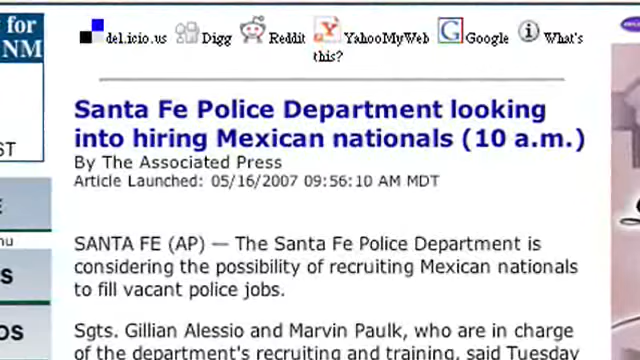 y for
NM
del.icio.us Digg Reddit YahooMyWeb Google What's
this?
Santa Fe Police Department looking
into hiring Mexican nationals (10 a.m.)
By The Associated Press
Article Launched: 05/16/2007 09:56:10 AM MDT
SANTA FE (AP) — The Santa Fe Police Department is
considering the possibility of recruiting Mexican nationals
to fill vacant police jobs.
Sgts. Gillian Alessio and Marvin Paulk, who are in charge
of the department's recruiting and training, said Tuesday
ST
E
nu
S
OS